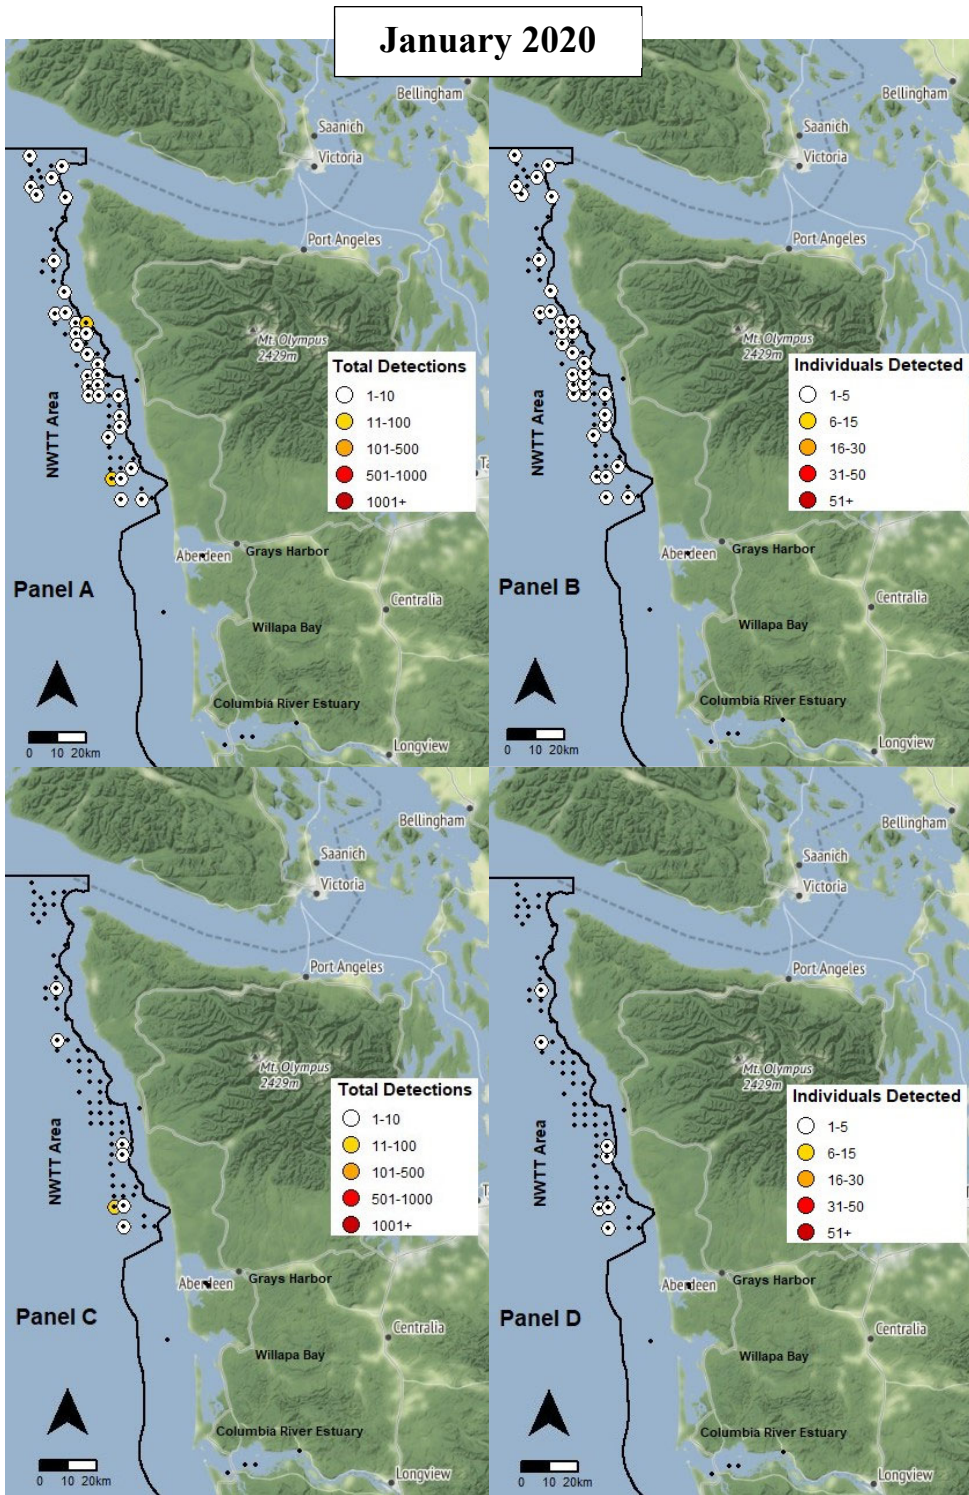 January 2020
Bellingham
Saanich
Victoria
Port Angeles
Mt. Olympus
2429m
Total Detections
1-10
11-100
101-500
501-1000
1001+
NWTT Area
Aberdeen
Grays Harbor
Panel A
Centralia
Willapa Bay
Columbia River Estuary
Longview
0 10 20km
Bellingham
Saanich
Victoria
Port Angeles
Mt. Olympus
2429m
Individuals Detected
1-5
6-15
16-30
31-50
51+
NWTT Area
Aberdeen
Grays Harbor
Panel B
Centralia
Willapa Bay
Columbia River Estuary
Longview
0 10 20km
Bellingham
Saanich
Victoria
Port Angeles
Mt. Olympus
2429m
Total Detections
1-10
11-100
101-500
501-1000
1001+
NWTT Area
Aberdeen
Grays Harbor
Panel C
Centralia
Willapa Bay
Columbia River Estuary
Longview
0 10 20km
Bellingham
Saanich
Victoria
Port Angeles
Mt. Olympus
2429m
Individuals Detected
1-5
6-15
16-30
31-50
51+
NWTT Area
Aberdeen
Grays Harbor
Panel D
Centralia
Willapa Bay
Columbia River Estuary
Longview
0 10 20km